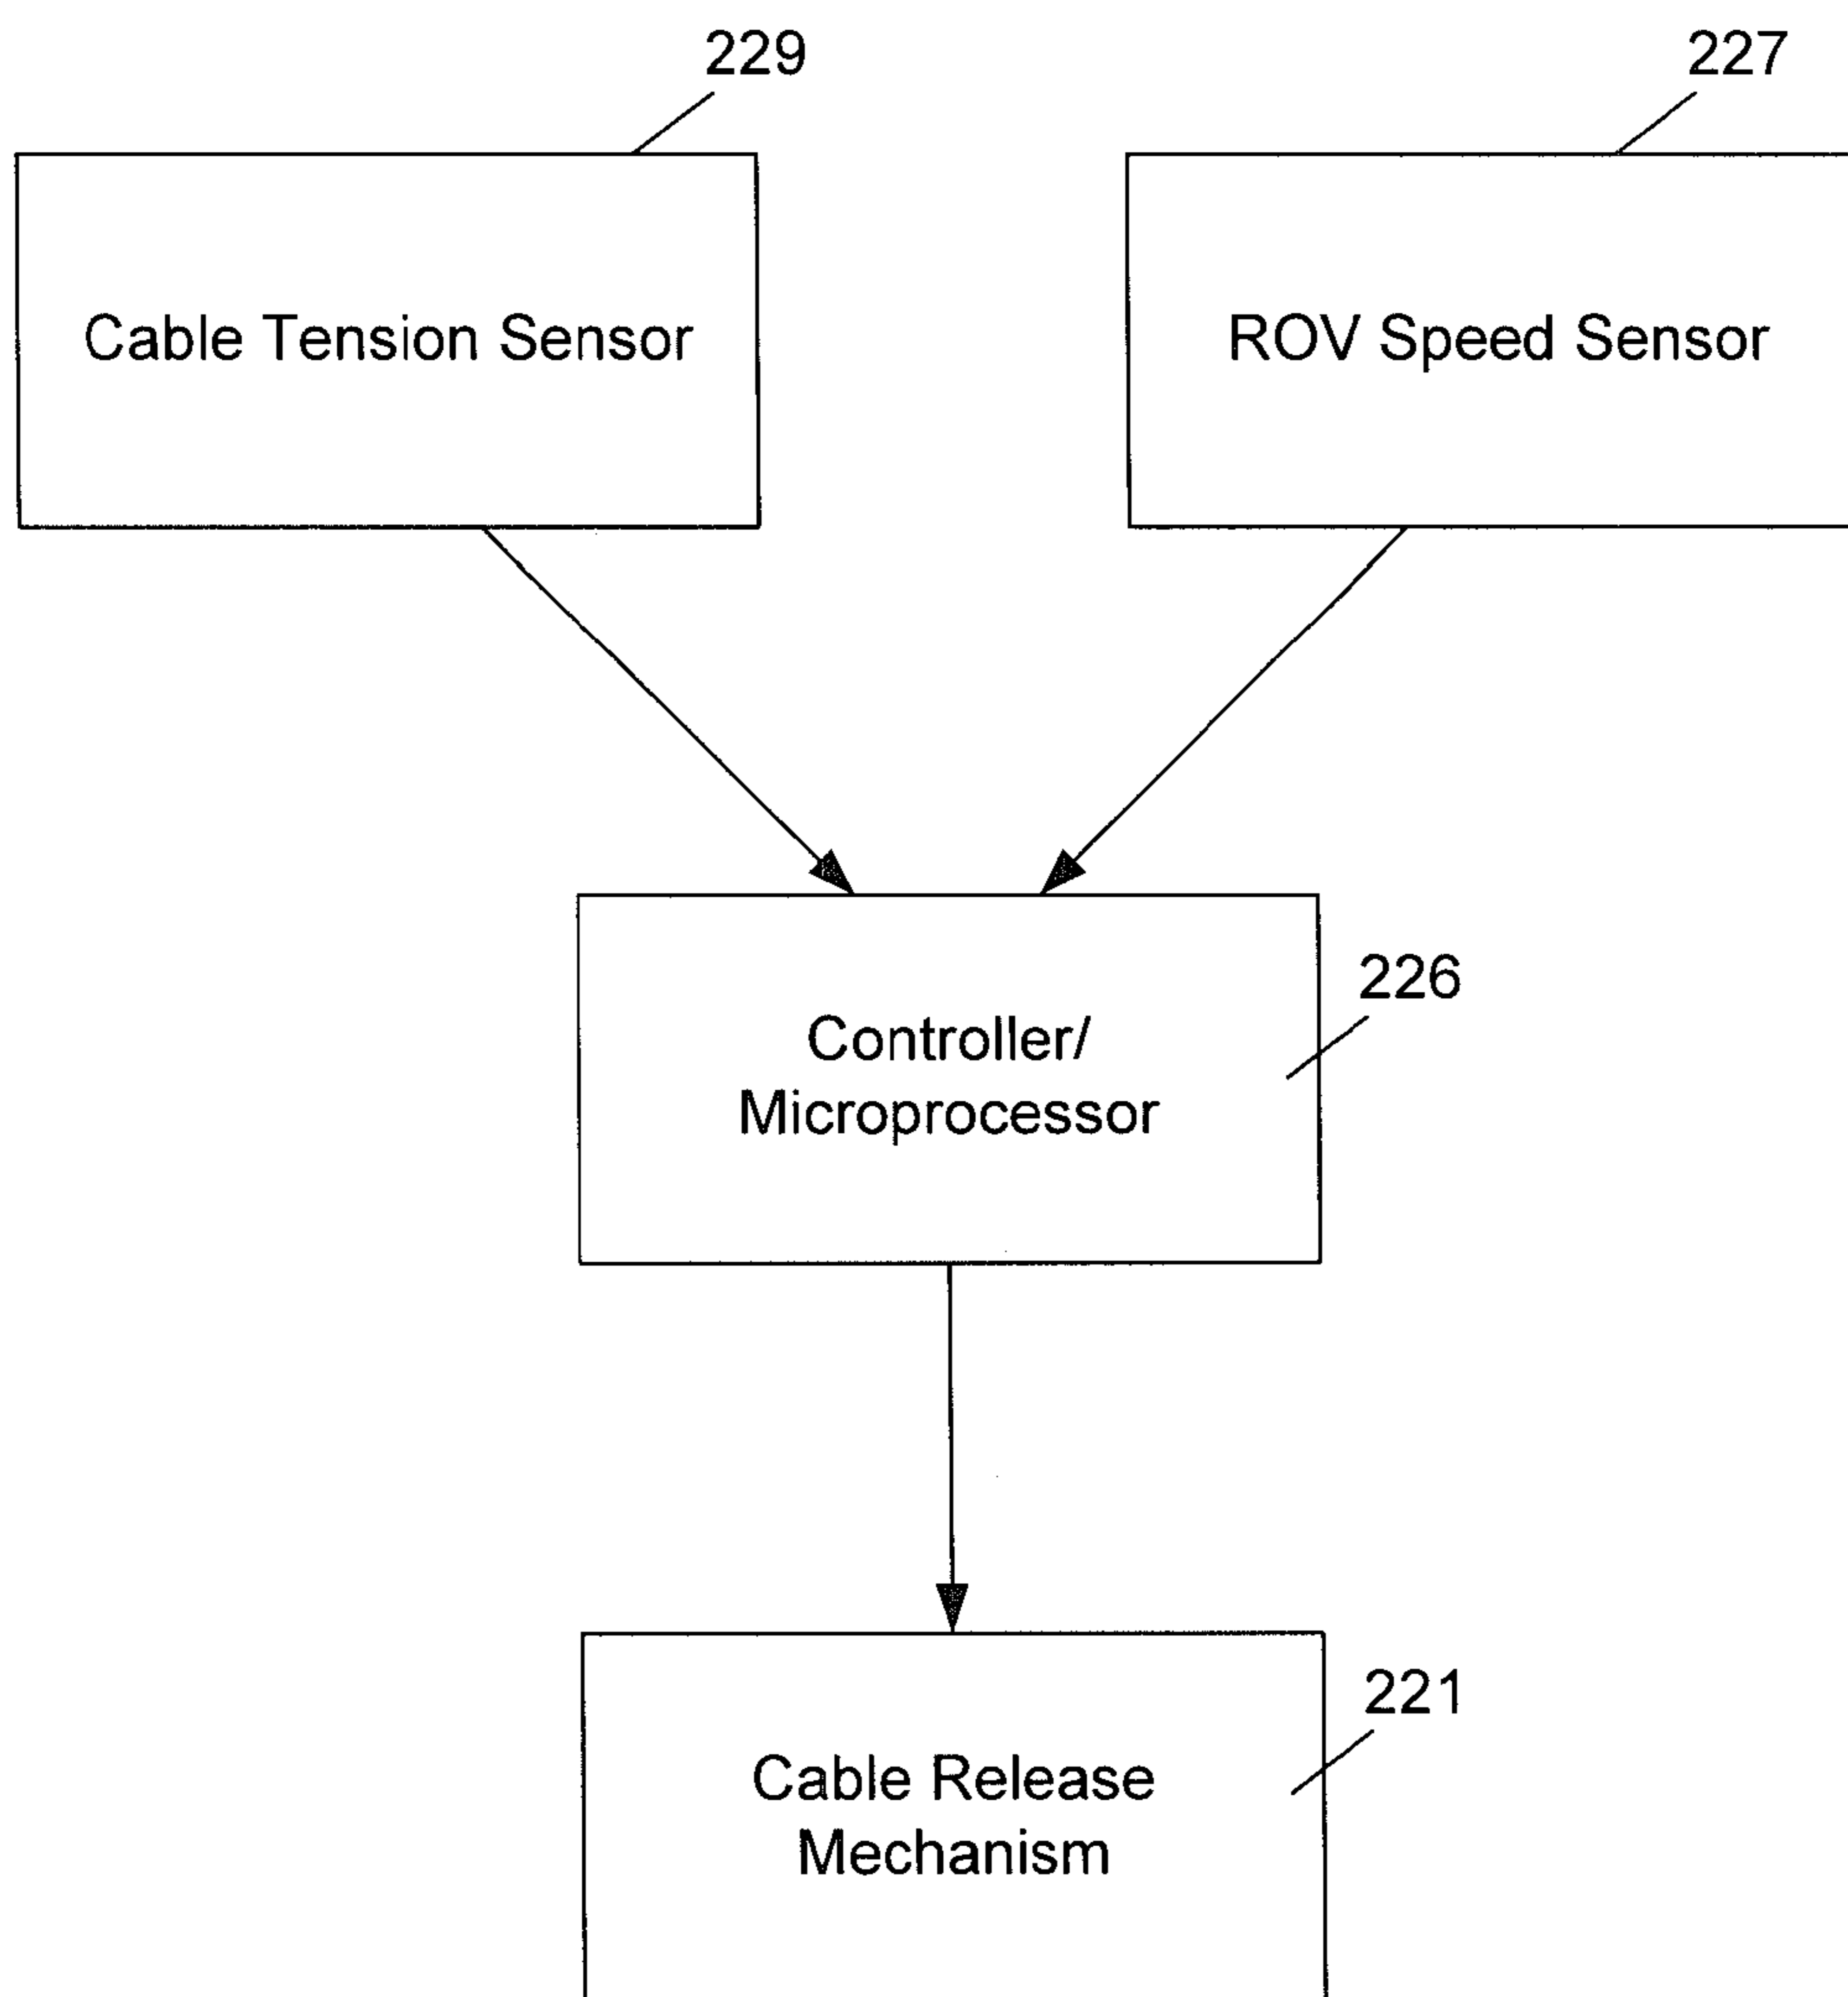 229
227
Cable Tension Sensor
ROV Speed Sensor
226
Controller/
Microprocessor
221
Cable Release
Mechanism